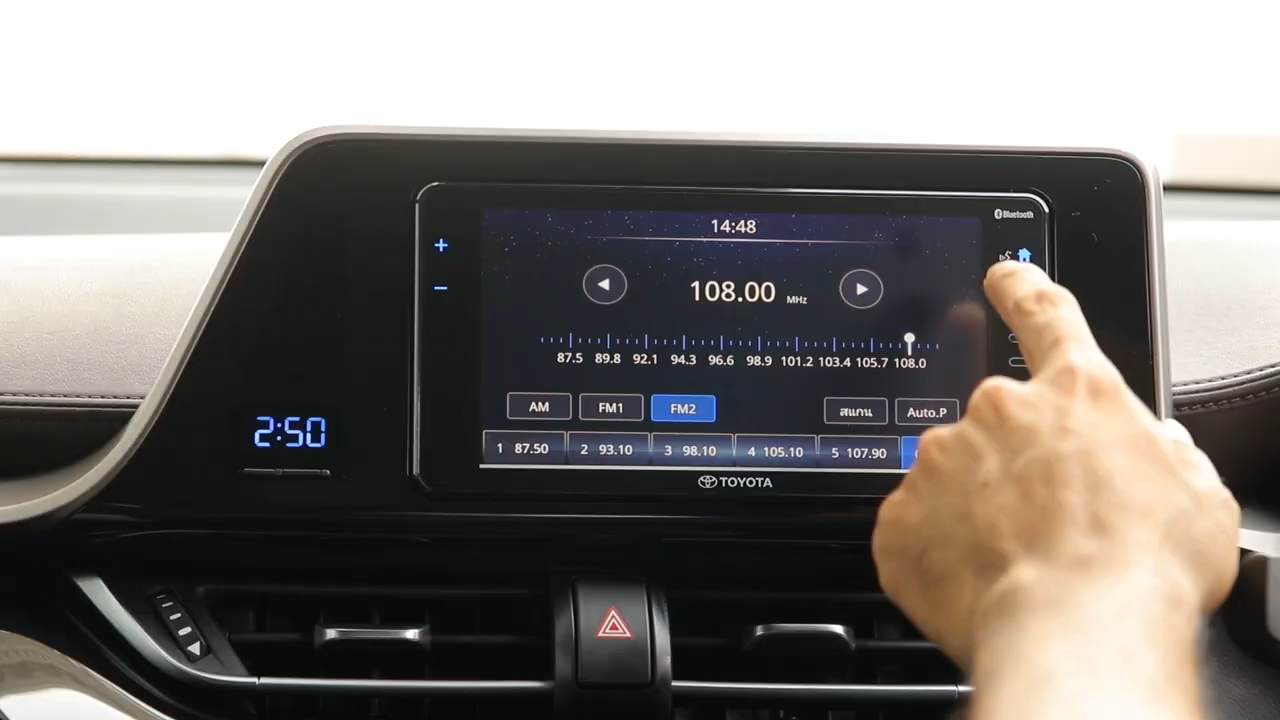 Bluetooth
14:48
+
108.00 MHz
-
87.5 89.8 92.1 94.3 96.6 98.9 101.2 103.4 105.7 108.0
AM FM1 FM2 สแกน Auto.P
2:50
1 87.50 2 93.10 3 98.10 4 105.10 5 107.90
TOYOTA